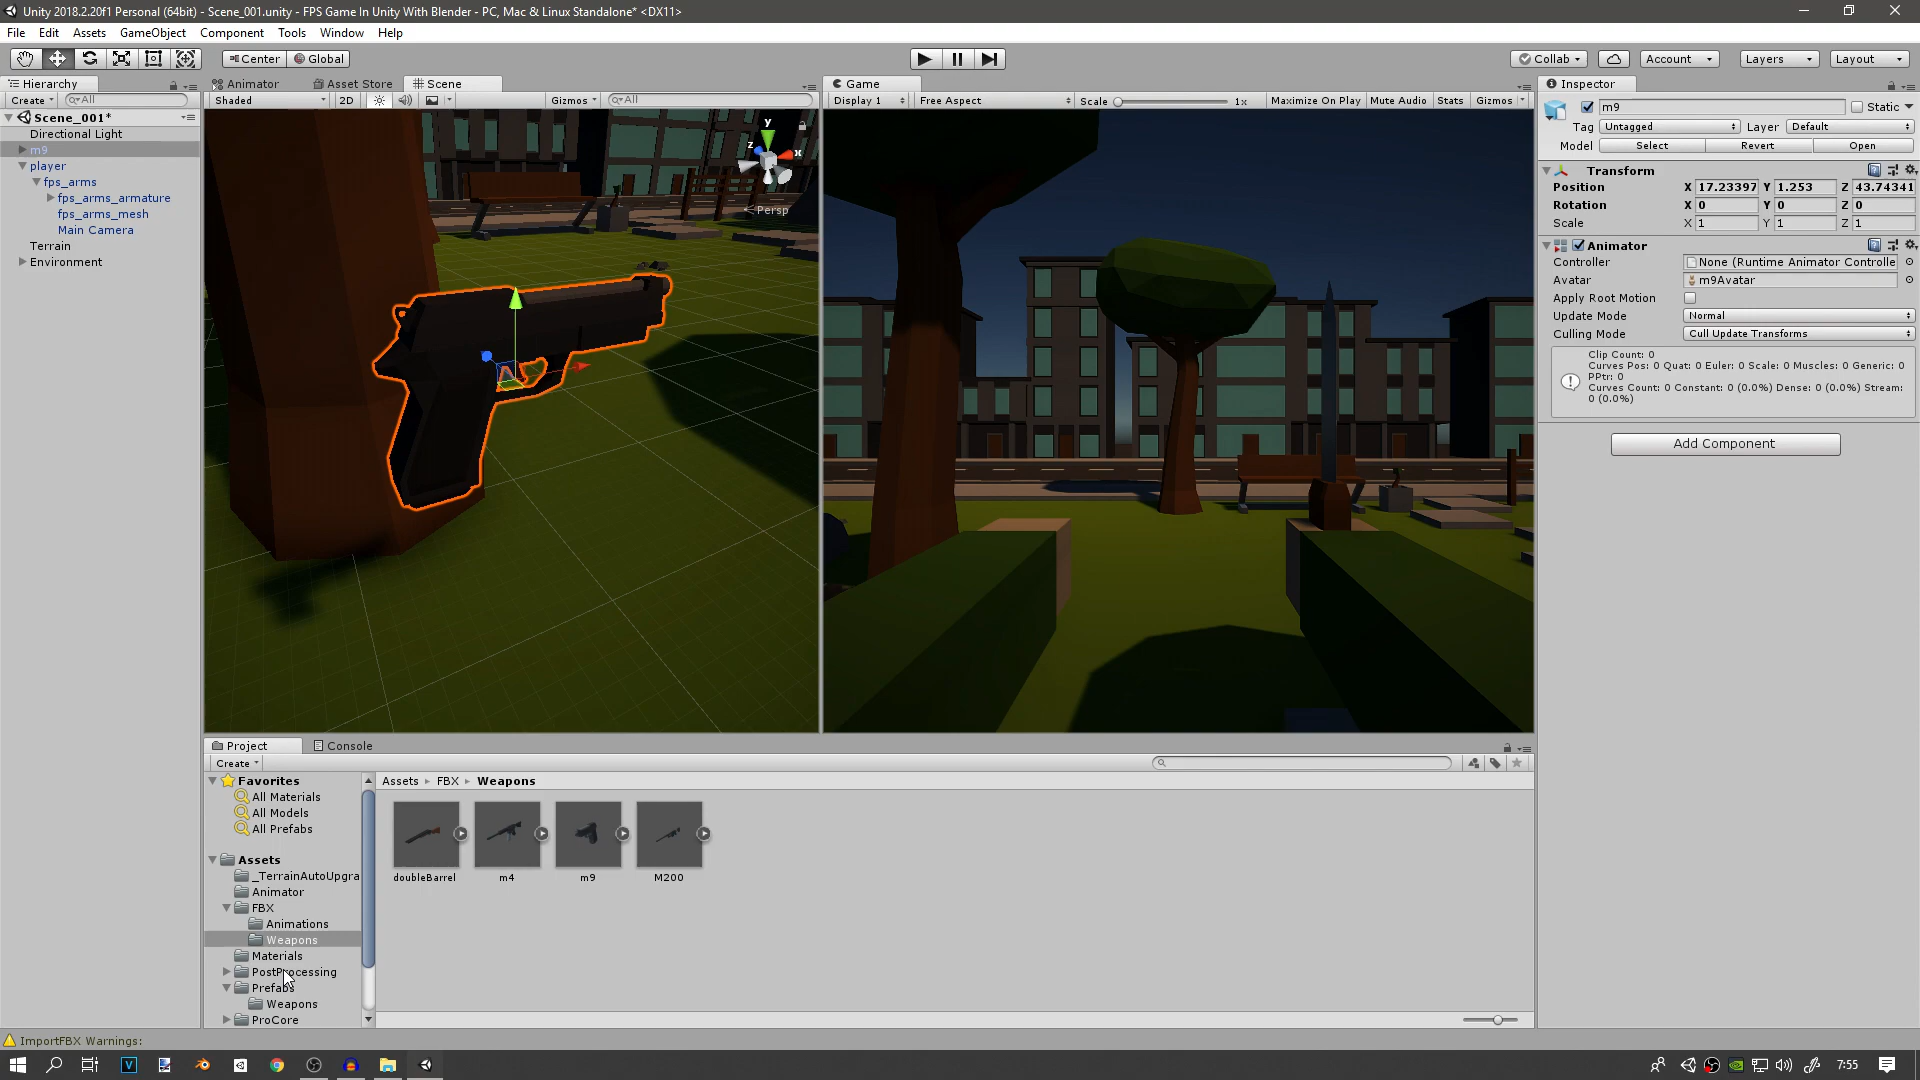 Unity 2018.2.20f1 Personal (64bit) - Scene_001.unity - FPS Game In Unity With Blender - PC, Mac & Linux Standalone* <DX11>
File Edit Assets GameObject Component Tools Window Help
Center Global Collab Account Layers Layout
Hierarchy Animator Asset Store Scene Game Inspector
Create All Shaded 2D Gizmos All Display 1 Free Aspect Scale 1x Maximize On Play Mute Audio Stats Gizmos
m9 Static
Scene_001*
Directional Light
m9
player
fps_arms
fps_arms_armature
fps_arms_mesh
Main Camera
Terrain
Environment
y
z x
Persp
Tag Untagged Layer Default
Model Select Revert Open
Transform
Position X 17.23397 Y 1.253 Z 43.74341
Rotation X 0 Y 0 Z 0
Scale X 1 Y 1 Z 1
Animator
Controller None (Runtime Animator Controlle
Avatar m9Avatar
Apply Root Motion
Update Mode Normal
Culling Mode Cull Update Transforms
Clip Count: 0
Curves Pos: 0 Quat: 0 Euler: 0 Scale: 0 Muscles: 0 Generic: 0
PPtr: 0
Curves Count: 0 Constant: 0 (0.0%) Dense: 0 (0.0%) Stream:
0 (0.0%)
Add Component
Project Console
Create
Favorites
All Materials
All Models
All Prefabs
Assets
_TerrainAutoUpgra
Animator
FBX
Animations
Weapons
Materials
PostProcessing
Prefabs
Weapons
ProCore
Assets FBX Weapons
doubleBarrel m4 m9 M200
ImportFBX Warnings:
7:55